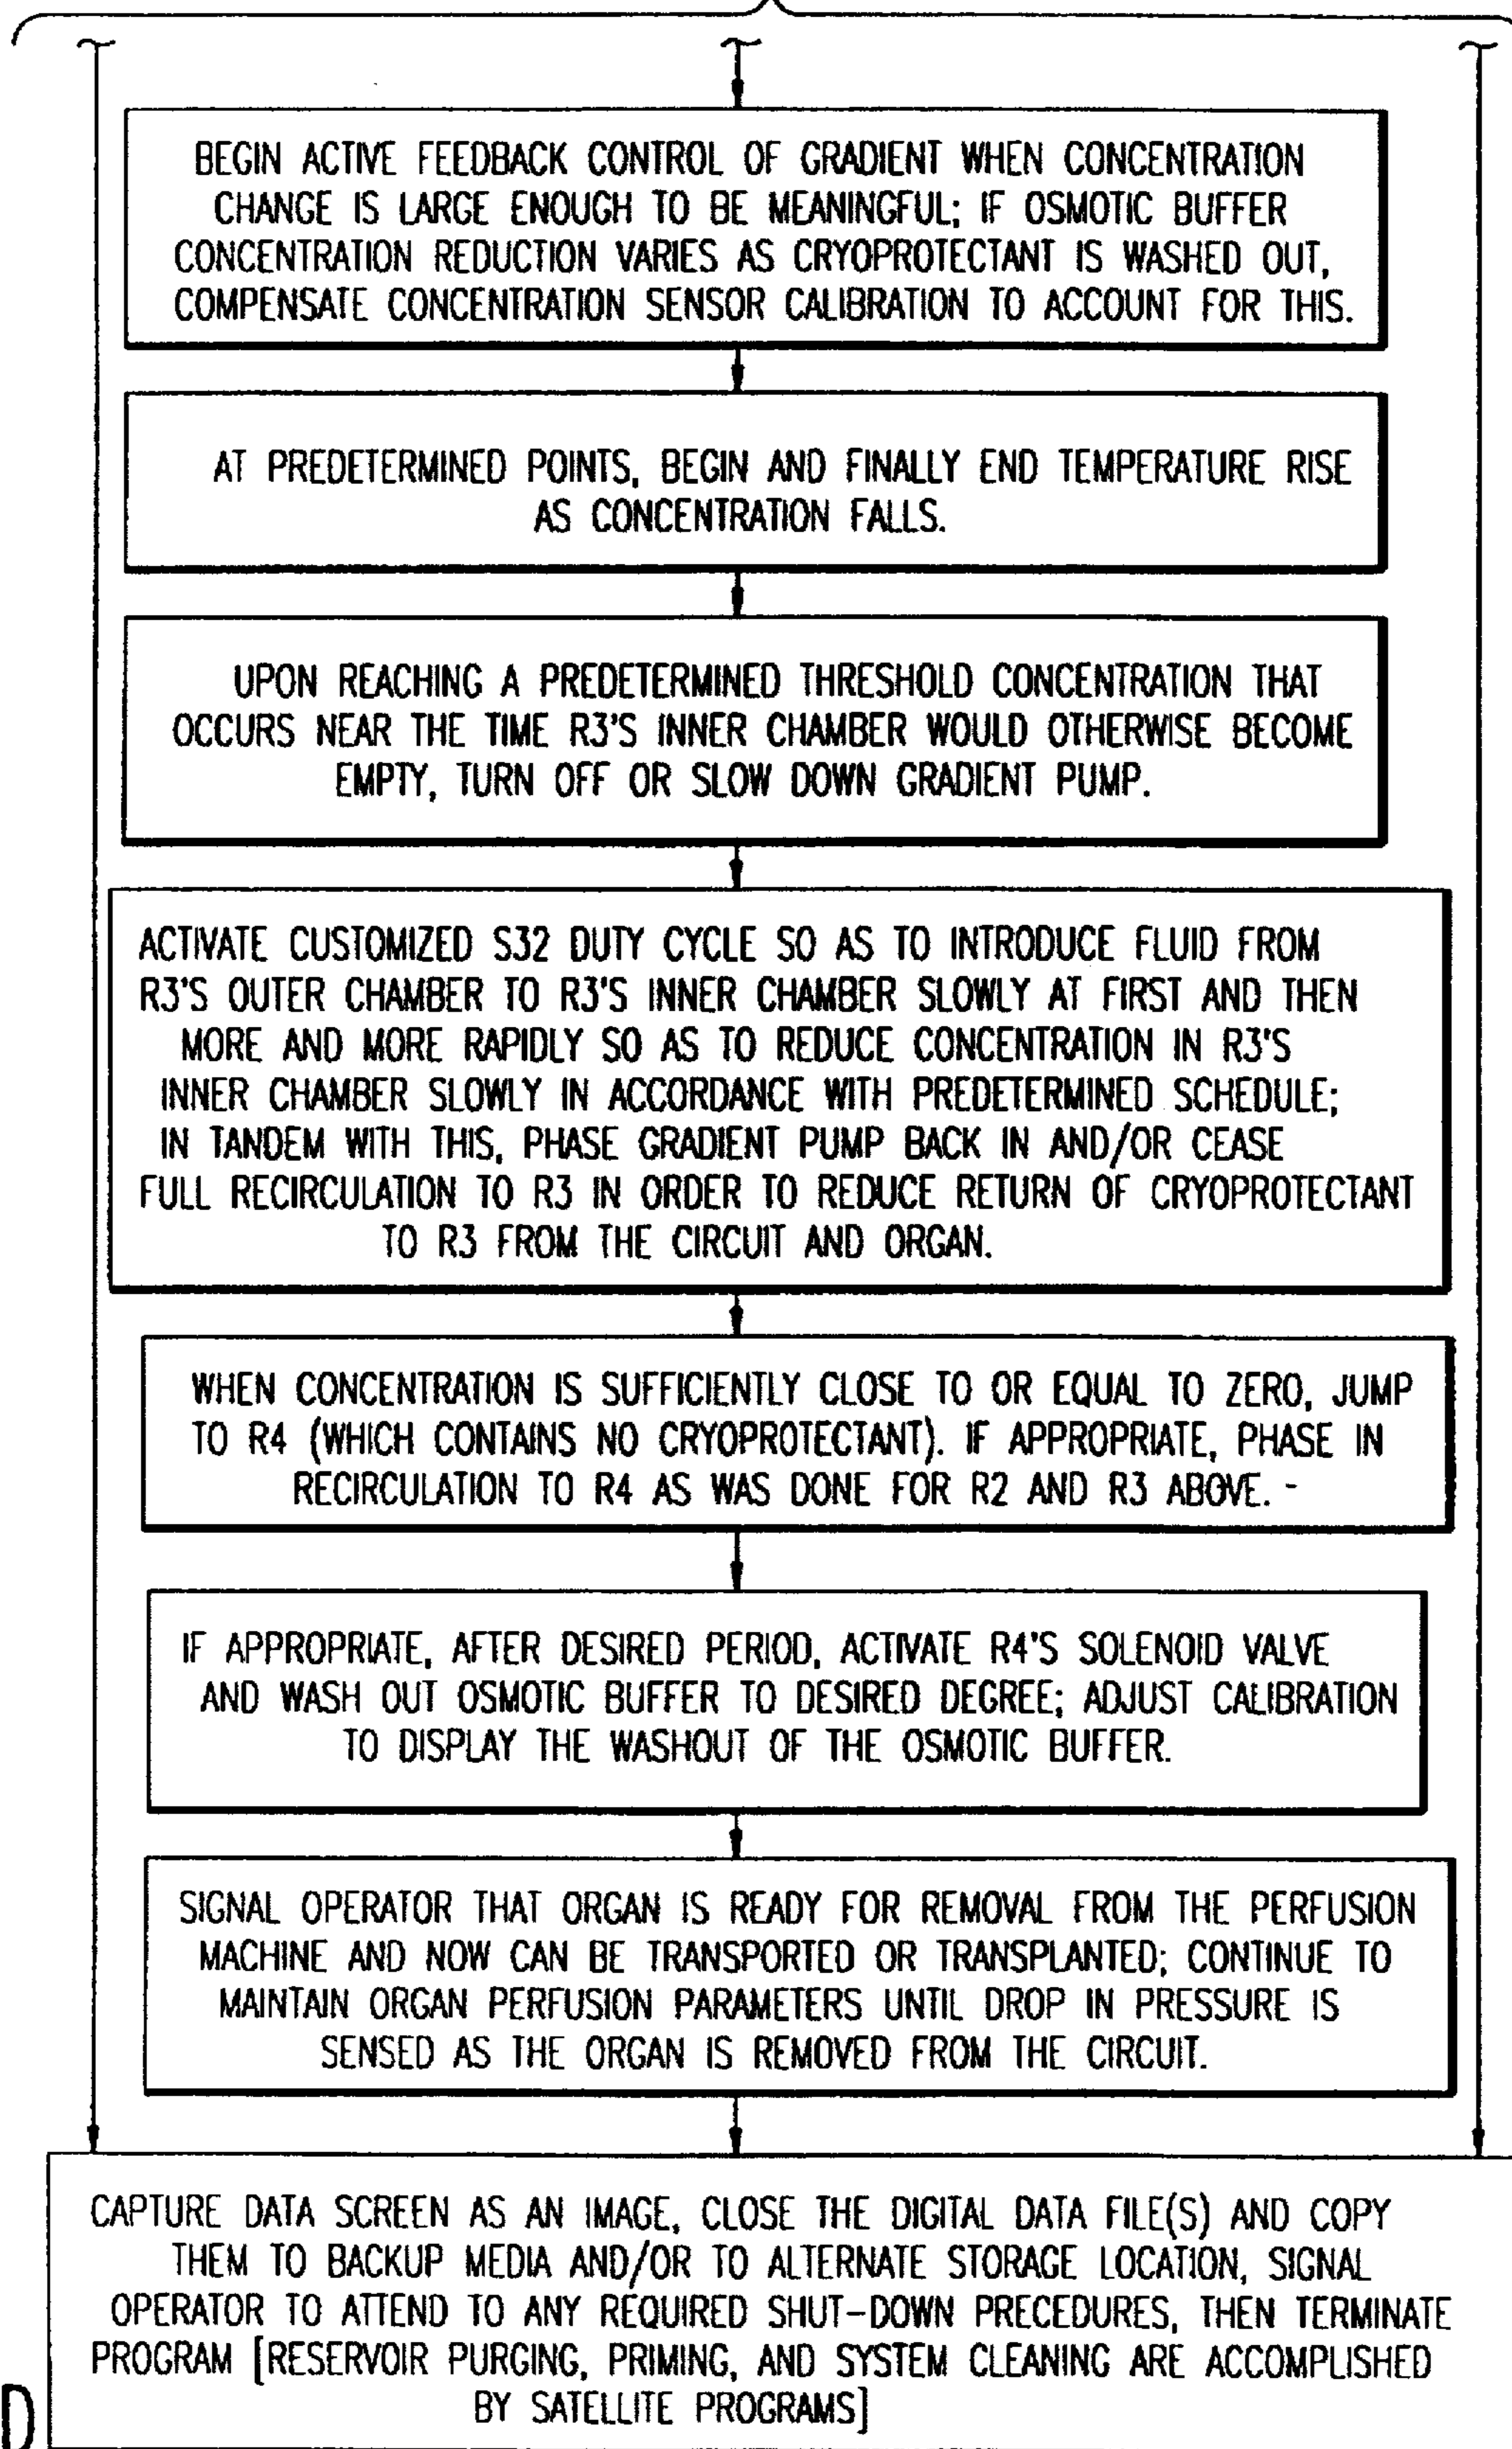 BEGIN ACTIVE FEEDBACK CONTROL OF GRADIENT WHEN CONCENTRATION
CHANGE IS LARGE ENOUGH TO BE MEANINGFUL; IF OSMOTIC BUFFER
CONCENTRATION REDUCTION VARIES AS CRYOPROTECTANT IS WASHED OUT,
COMPENSATE CONCENTRATION SENSOR CALIBRATION TO ACCOUNT FOR THIS.
AT PREDETERMINED POINTS, BEGIN AND FINALLY END TEMPERATURE RISE
AS CONCENTRATION FALLS.
UPON REACHING A PREDETERMINED THRESHOLD CONCENTRATION THAT
OCCURS NEAR THE TIME R3'S INNER CHAMBER WOULD OTHERWISE BECOME
EMPTY, TURN OFF OR SLOW DOWN GRADIENT PUMP.
ACTIVATE CUSTOMIZED S32 DUTY CYCLE SO AS TO INTRODUCE FLUID FROM
R3'S OUTER CHAMBER TO R3'S INNER CHAMBER SLOWLY AT FIRST AND THEN
MORE AND MORE RAPIDLY SO AS TO REDUCE CONCENTRATION IN R3'S
INNER CHAMBER SLOWLY IN ACCORDANCE WITH PREDETERMINED SCHEDULE;
IN TANDEM WITH THIS, PHASE GRADIENT PUMP BACK IN AND/OR CEASE
FULL RECIRCULATION TO R3 IN ORDER TO REDUCE RETURN OF CRYOPROTECTANT
TO R3 FROM THE CIRCUIT AND ORGAN.
WHEN CONCENTRATION IS SUFFICIENTLY CLOSE TO OR EQUAL TO ZERO, JUMP
TO R4 (WHICH CONTAINS NO CRYOPROTECTANT). IF APPROPRIATE, PHASE IN
RECIRCULATION TO R4 AS WAS DONE FOR R2 AND R3 ABOVE. -
IF APPROPRIATE, AFTER DESIRED PERIOD, ACTIVATE R4'S SOLENOID VALVE
AND WASH OUT OSMOTIC BUFFER TO DESIRED DEGREE; ADJUST CALIBRATION
TO DISPLAY THE WASHOUT OF THE OSMOTIC BUFFER.
SIGNAL OPERATOR THAT ORGAN IS READY FOR REMOVAL FROM THE PERFUSION
MACHINE AND NOW CAN BE TRANSPORTED OR TRANSPLANTED; CONTINUE TO
MAINTAIN ORGAN PERFUSION PARAMETERS UNTIL DROP IN PRESSURE IS
SENSED AS THE ORGAN IS REMOVED FROM THE CIRCUIT.
CAPTURE DATA SCREEN AS AN IMAGE, CLOSE THE DIGITAL DATA FILE(S) AND COPY
THEM TO BACKUP MEDIA AND/OR TO ALTERNATE STORAGE LOCATION, SIGNAL
OPERATOR TO ATTEND TO ANY REQUIRED SHUT-DOWN PRECEDURES, THEN TERMINATE
PROGRAM [RESERVOIR PURGING, PRIMING, AND SYSTEM CLEANING ARE ACCOMPLISHED
BY SATELLITE PROGRAMS]
D